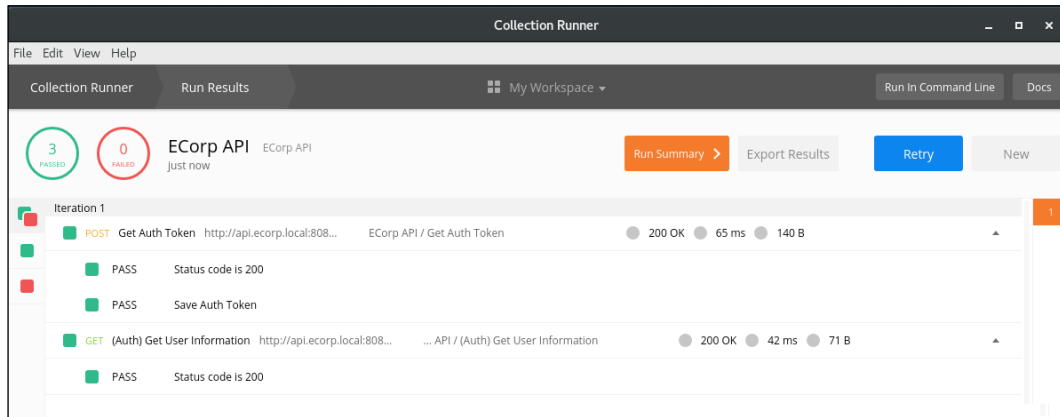 Collection Runner
File Edit View Help
Collection Runner Run Results My Workspace Run In Command Line Docs
3 PASSED 0 FAILED ECorp API ECorp API
just now
Run Summary Export Results Retry New
Iteration 1 1
POST Get Auth Token http://api.ecorp.local:808... ECorp API / Get Auth Token 200 OK 65 ms 140 B
PASS Status code is 200
PASS Save Auth Token
GET (Auth) Get User Information http://api.ecorp.local:808... ... API / (Auth) Get User Information 200 OK 42 ms 71 B
PASS Status code is 200